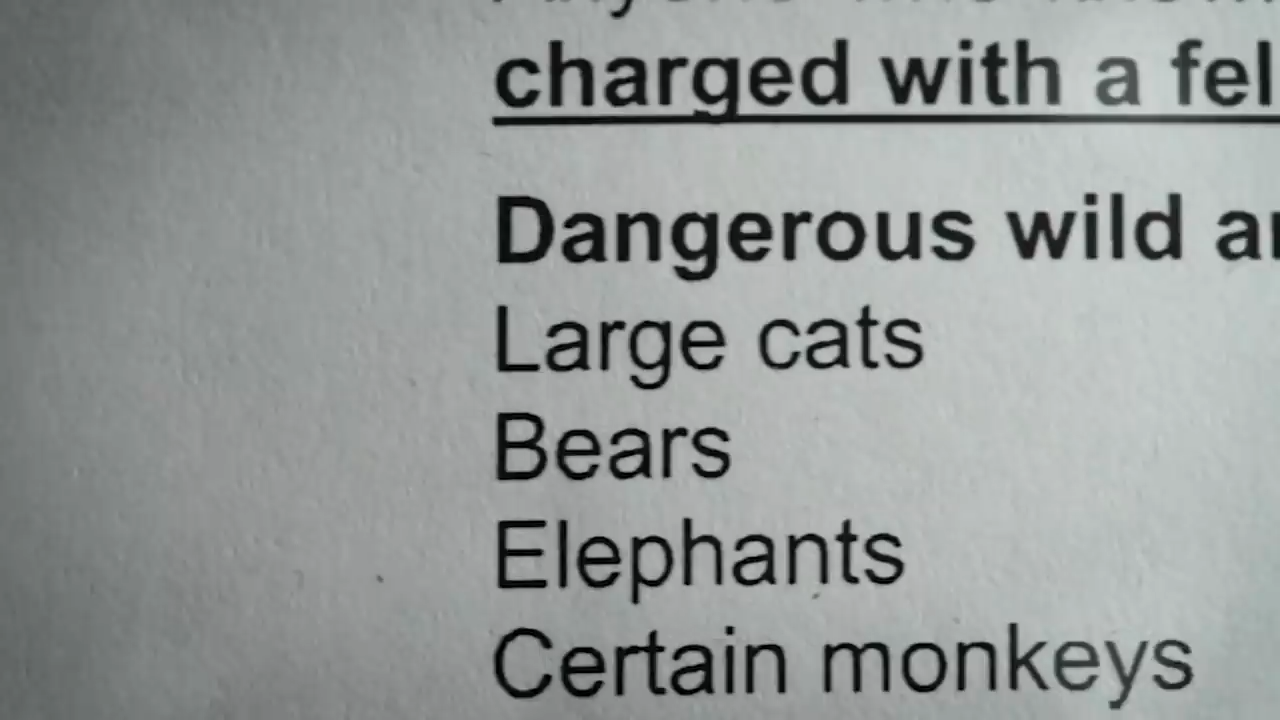 charged with a fel
Dangerous wild
Large cats
Bears
Elephants
Certain monkeys